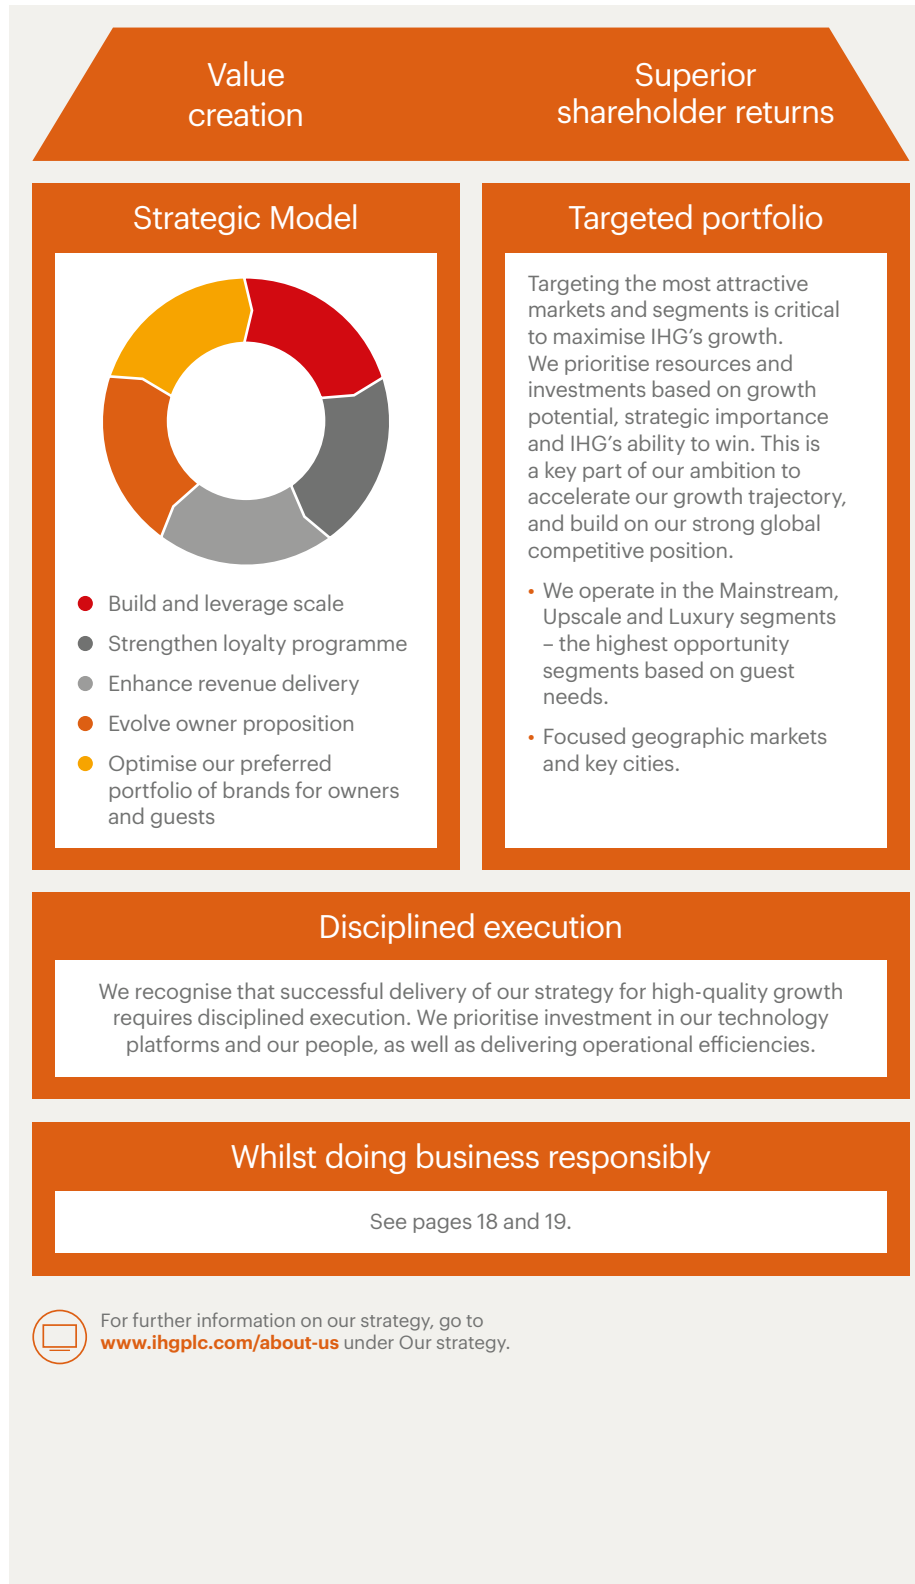 Value
creation
Superior
shareholder returns
Strategic Model
Build and leverage scale
Strengthen loyalty programme
Enhance revenue delivery
Evolve owner proposition
Optimise our preferred
portfolio of brands for owners
and guests
Targeted portfolio
Targeting the most attractive
markets and segments is critical
to maximise IHG's growth.
We prioritise resources and
investments based on growth
potential, strategic importance
and IHG's ability to win. This is
a key part of our ambition to
accelerate our growth trajectory,
and build on our strong global
competitive position.
• We operate in the Mainstream,
Upscale and Luxury segments
– the highest opportunity
segments based on guest
needs.
• Focused geographic markets
and key cities.
Disciplined execution
We recognise that successful delivery of our strategy for high-quality growth
requires disciplined execution. We prioritise investment in our technology
platforms and our people, as well as delivering operational efficiencies.
Whilst doing business responsibly
See pages 18 and 19.
For further information on our strategy, go to
www.ihgplc.com/about-us under Our strategy.